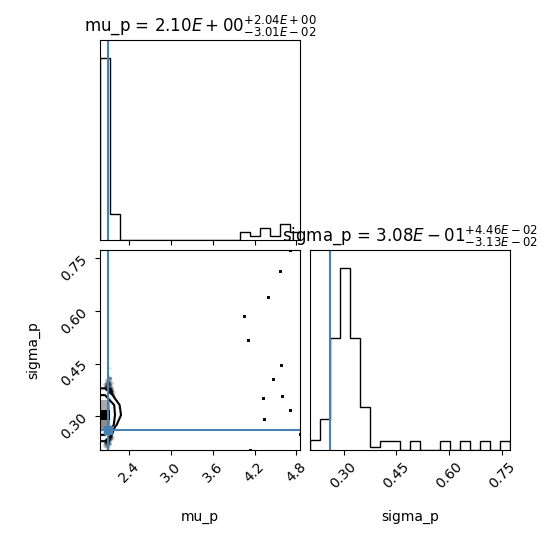 mu_p = 2.10E + 00+2.04E + 00 −3.01E − 02
sigma_p = 3.08E − 01+4.46E − 02 −3.13E − 02
0.75
0.60
0.45
0.30
sigma_p
2.4 3.0 3.6 4.2 4.8
0.30 0.45 0.60 0.75
mu_p
sigma_p